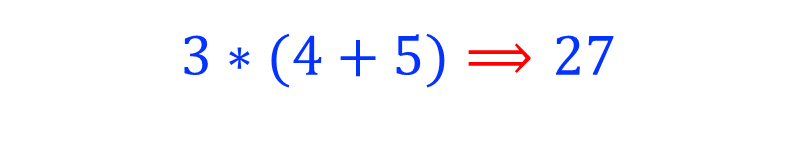 3 ∗ (4 + 5) ⟹ 27